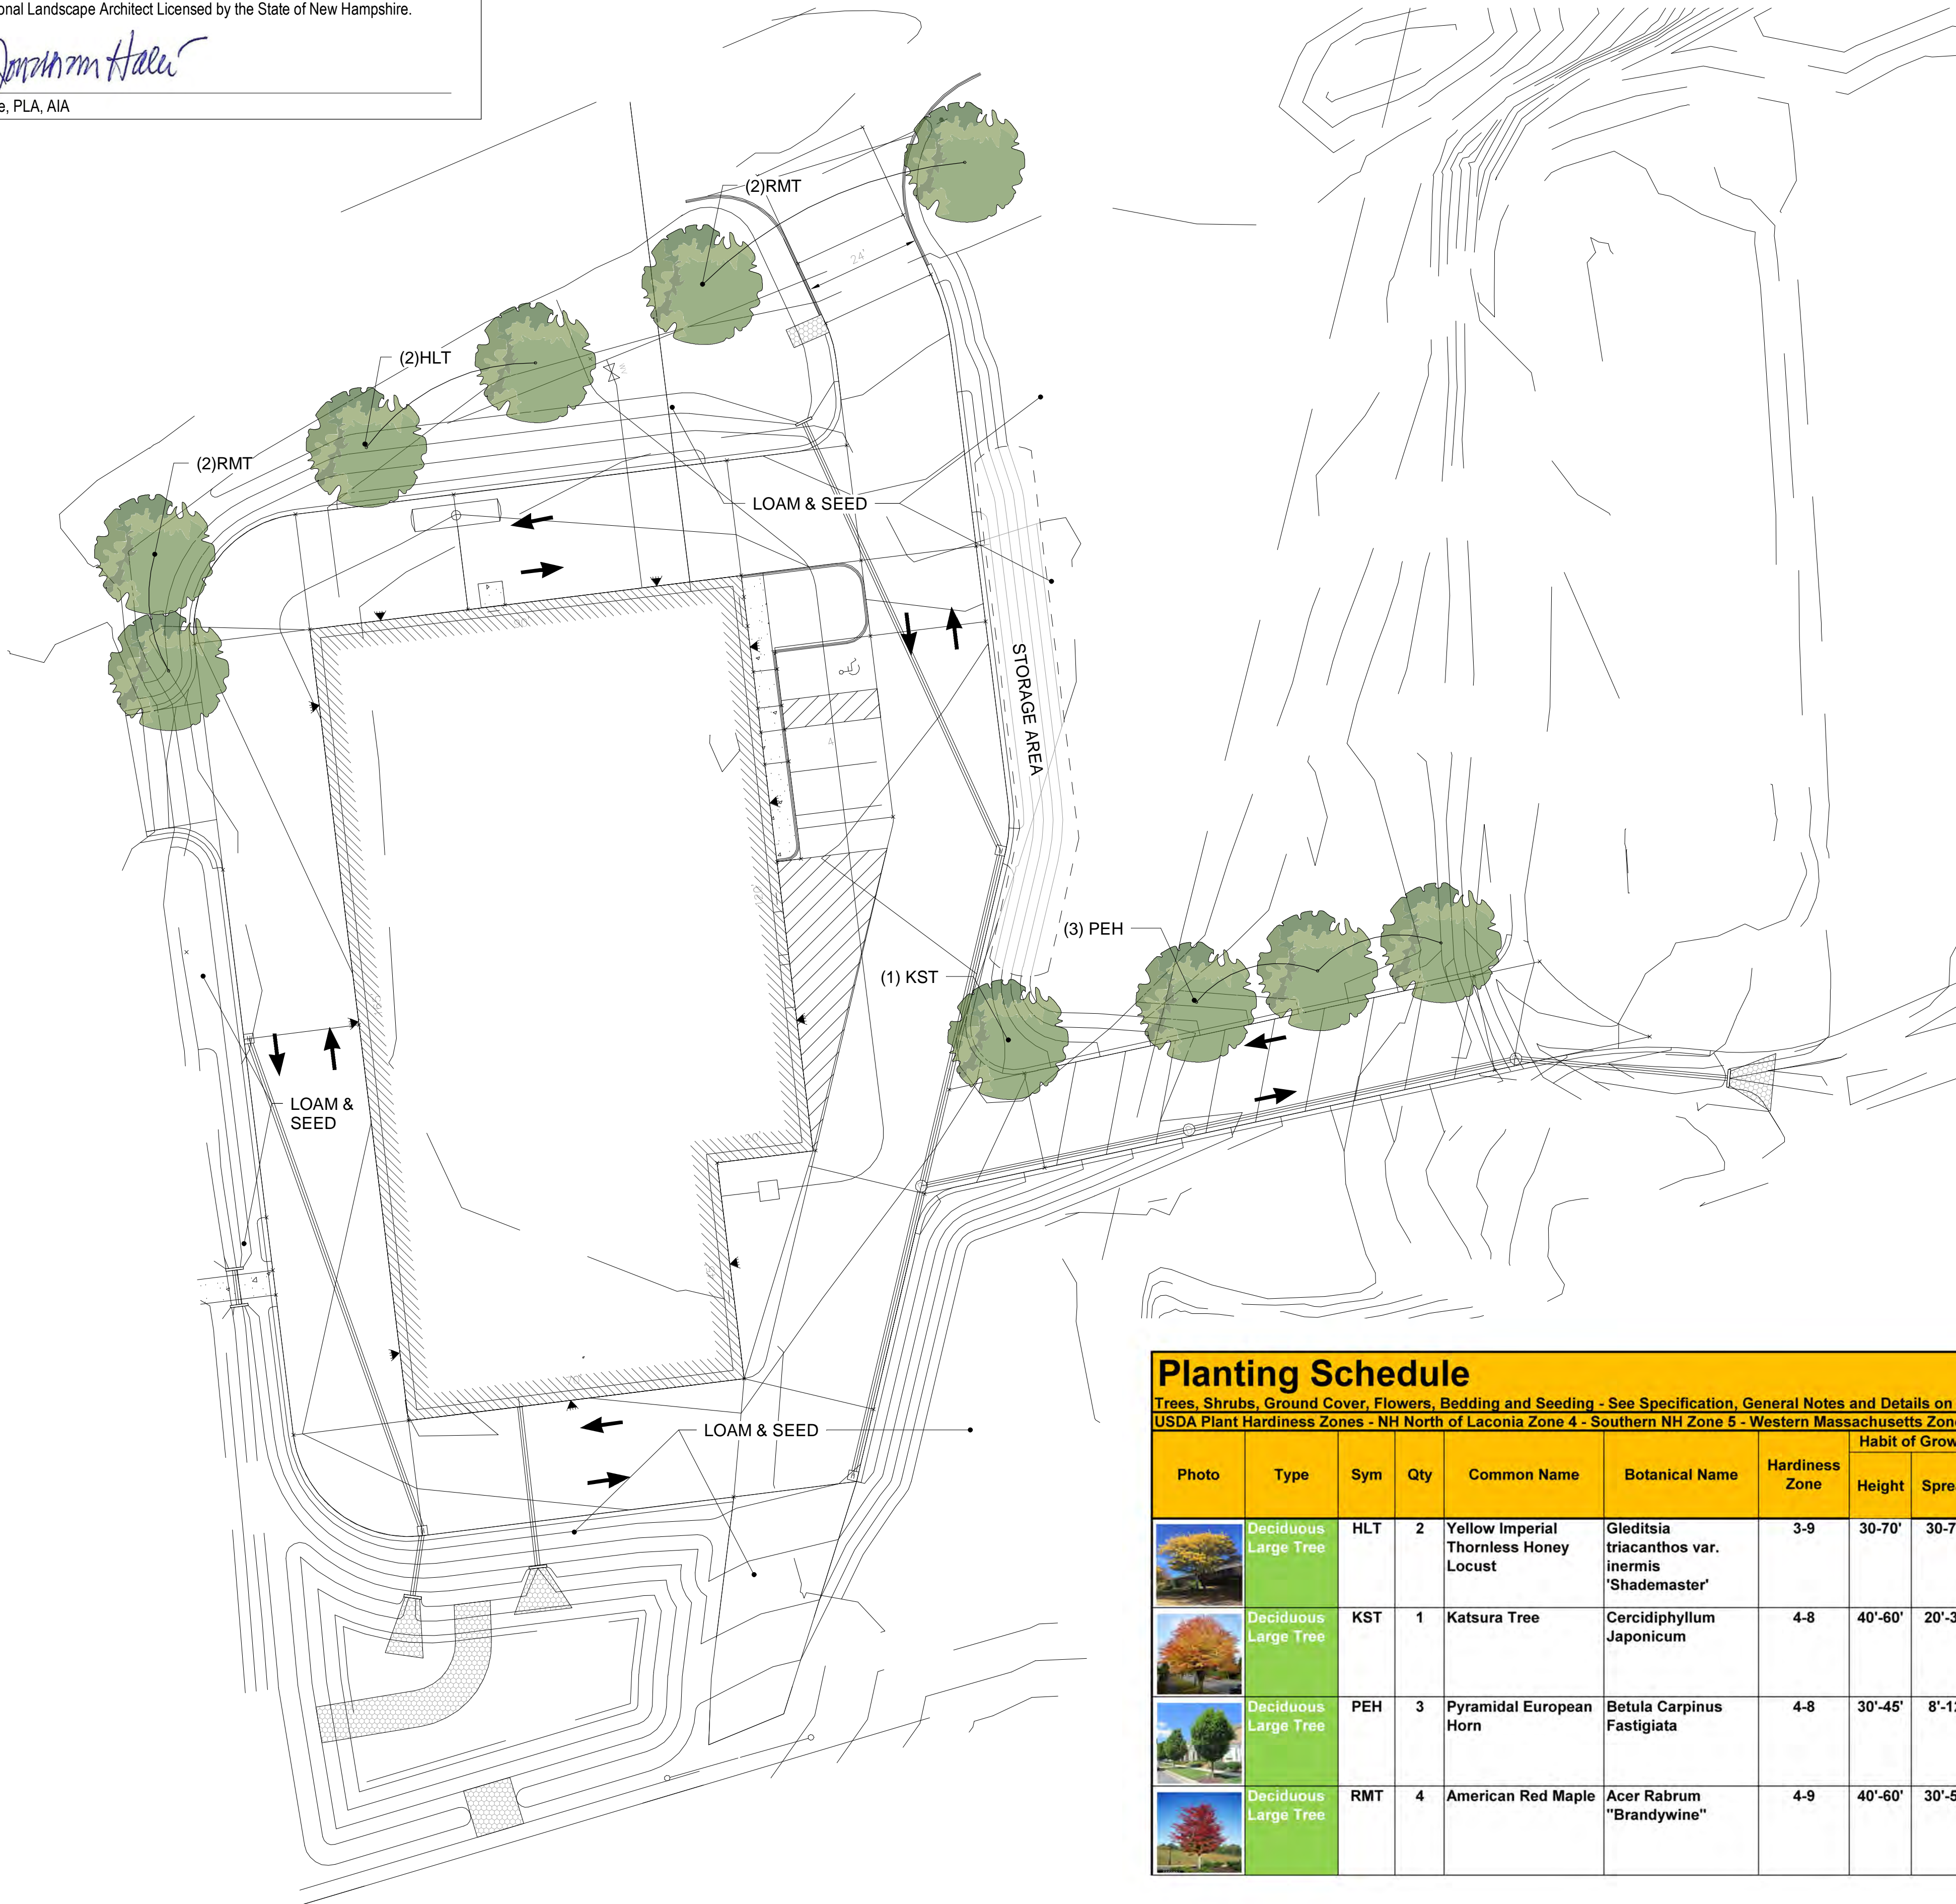 onal Landscape Architect Licensed by the State of New Hampshire.
e, PLA, AIA
(2)RMT
24'
(2)HLT
(2)RMT
LOAM & SEED
STORAGE AREA
4
(3) PEH
(1) KST
LOAM &
SEED
LOAM & SEED
Planting Schedule
Trees, Shrubs, Ground Cover, Flowers, Bedding and Seeding - See Specification, General Notes and Details on
USDA Plant Hardiness Zones - NH North of Laconia Zone 4 - Southern NH Zone 5 - Western Massachusetts Zon
Habit of Grow
Photo Type Sym Qty Common Name Botanical Name Hardiness Zone Height Spre
Deciduous HLT 2 Yellow Imperial Gleditsia 3-9 30-70' 30-7
Large Tree Thornless Honey triacanthos var.
Locust inermis
'Shademaster'
Deciduous KST 1 Katsura Tree Cercidiphyllum 4-8 40'-60' 20'-3
Large Tree Japonicum
Deciduous PEH 3 Pyramidal European Betula Carpinus 4-8 30'-45' 8'-1
Large Tree Horn Fastigiata
Deciduous RMT 4 American Red Maple Acer Rabrum 4-9 40'-60' 30'-5
Large Tree "Brandywine"